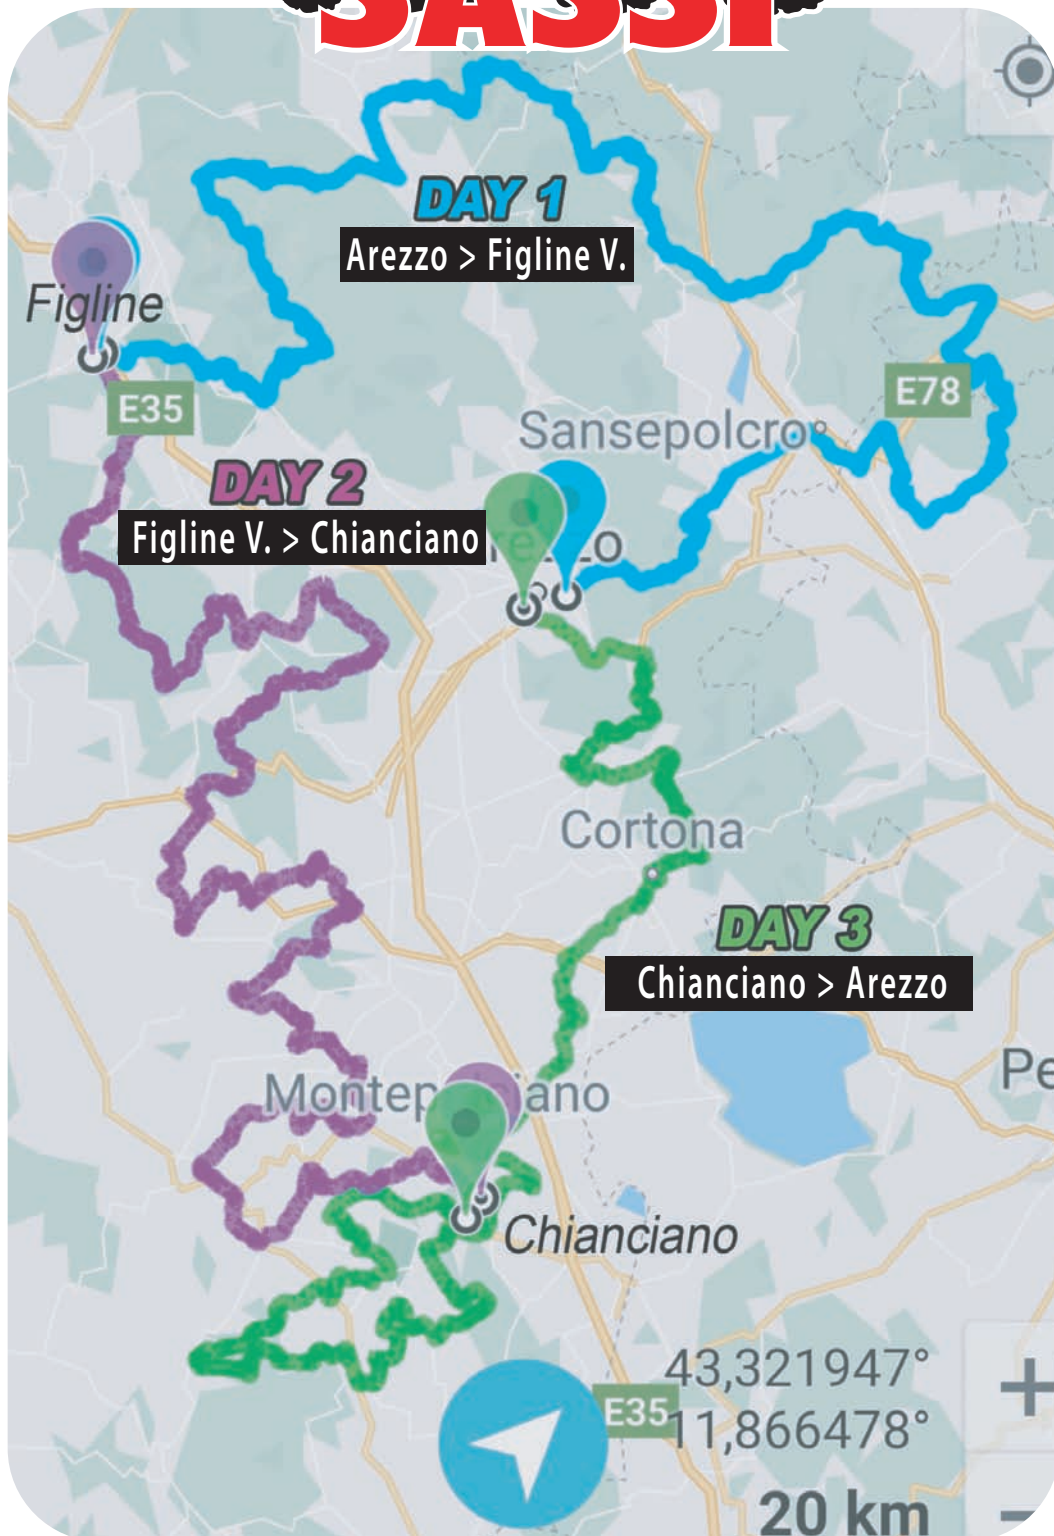 SASSI
DAY 1
Arezzo > Figline V.
Figline
E35
E78
Sansepolcro
DAY 2
Figline V. > Chianciano
Cortona
DAY 3
Chianciano > Arezzo
Chianciano
43,321947°
E35
11,866478°
20 km